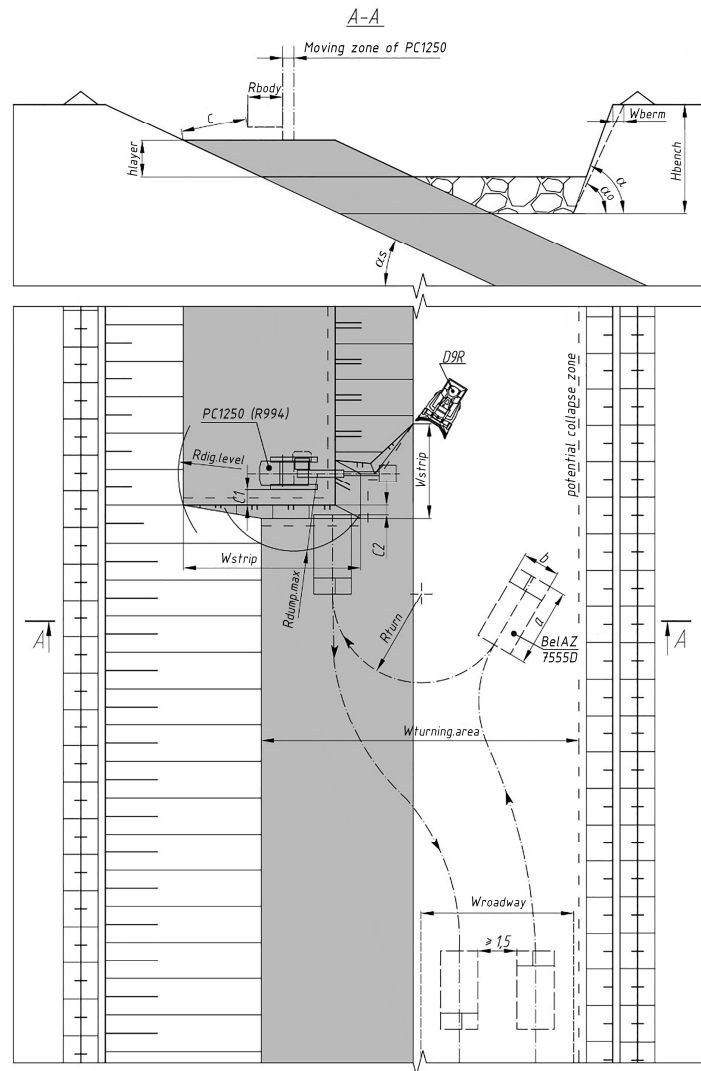 A-A
Moving zone of PC1250
Rbody
C
Wberm
hlayer
Hbench
α
α0
αs
D9R
PC1250 (R994)
potential collapse zone
Rdig.level
Wstrip
C1
C2
Wstrip
Rdump.max
b
a
Rturn
A
BelAZ
7555D
A
Wturning.area
Wroadway
⩾ 1,5